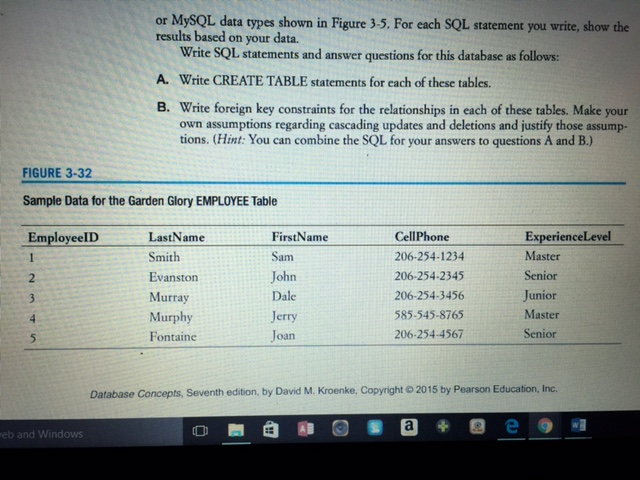 or MySQL data types shown in Figure 3-5. For each SQL statement you write, show the
results based on your data.
Write SQL statements and answer questions for this database as follows:
A. Write CREATE TABLE statements for each of these tables.
B. Write foreign key constraints for the relationships in each of these tables. Make your
own assumptions regarding cascading updates and deletions and justify those assump-
tions. (Hint: You can combine the SQL for your answers to questions A and B.)
FIGURE 3-32
Sample Data for the Garden Glory EMPLOYEE Table
EmployeeID LastName FirstName CellPhone ExperienceLevel
1 Smith Sam 206-254-1234 Master
2 Evanston John 206-254-2345 Senior
3 Murray Dale 206-254-3456 Junior
4 Murphy Jerry 585-545-8765 Master
5 Fontaine Joan 206-254-4567 Senior
Database Concepts, Seventh edition, by David M. Kroenke, Copyright © 2015 by Pearson Education, Inc.
eb and Windows
a